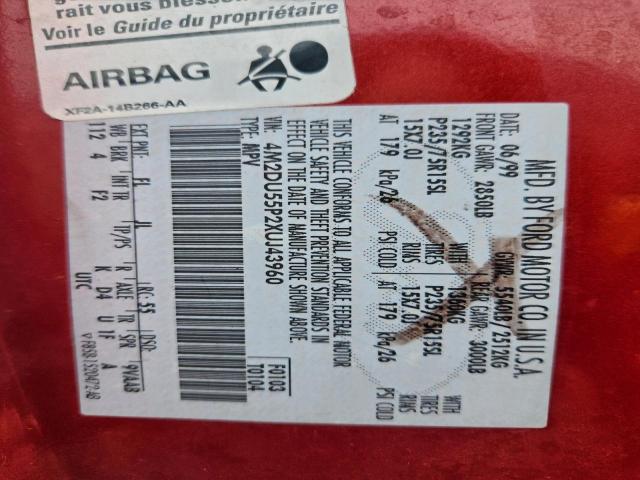 rait vous blesser
Voir le Guide du propriétaire
AIRBAG
XF2A-14B266-AA
MFD. BY FORD MOTOR CO. IN U.S.A.
DATE: 06/99 GVWR: 5540LB/2512KG
FRONT GAWR: 2850LB REAR GAWR: 3000LB
1292KG WITH 1360KG WITH
P235/75R15SL TIRES P235/75R15SL TIRES
15X7.0J RIMS 15X7.0J RIMS
AT 179 kPa/26 PSI COLD AT 179 kPa/26 PSI COLD
THIS VEHICLE CONFORMS TO ALL APPLICABLE FEDERAL MOTOR
VEHICLE SAFETY AND THEFT PREVENTION STANDARDS IN
EFFECT ON THE DATE OF MANUFACTURE SHOWN ABOVE.
VIN: 4M2DU55P2XUJ43960 F0103
TYPE: MPV T0104
EXT PNT: FL JL RC: 55 DSO: 9VAAB
WB BRK INT TR TP/PS R AXLE TR SPR
112 4 F2 K D4 U 1F A
UTC